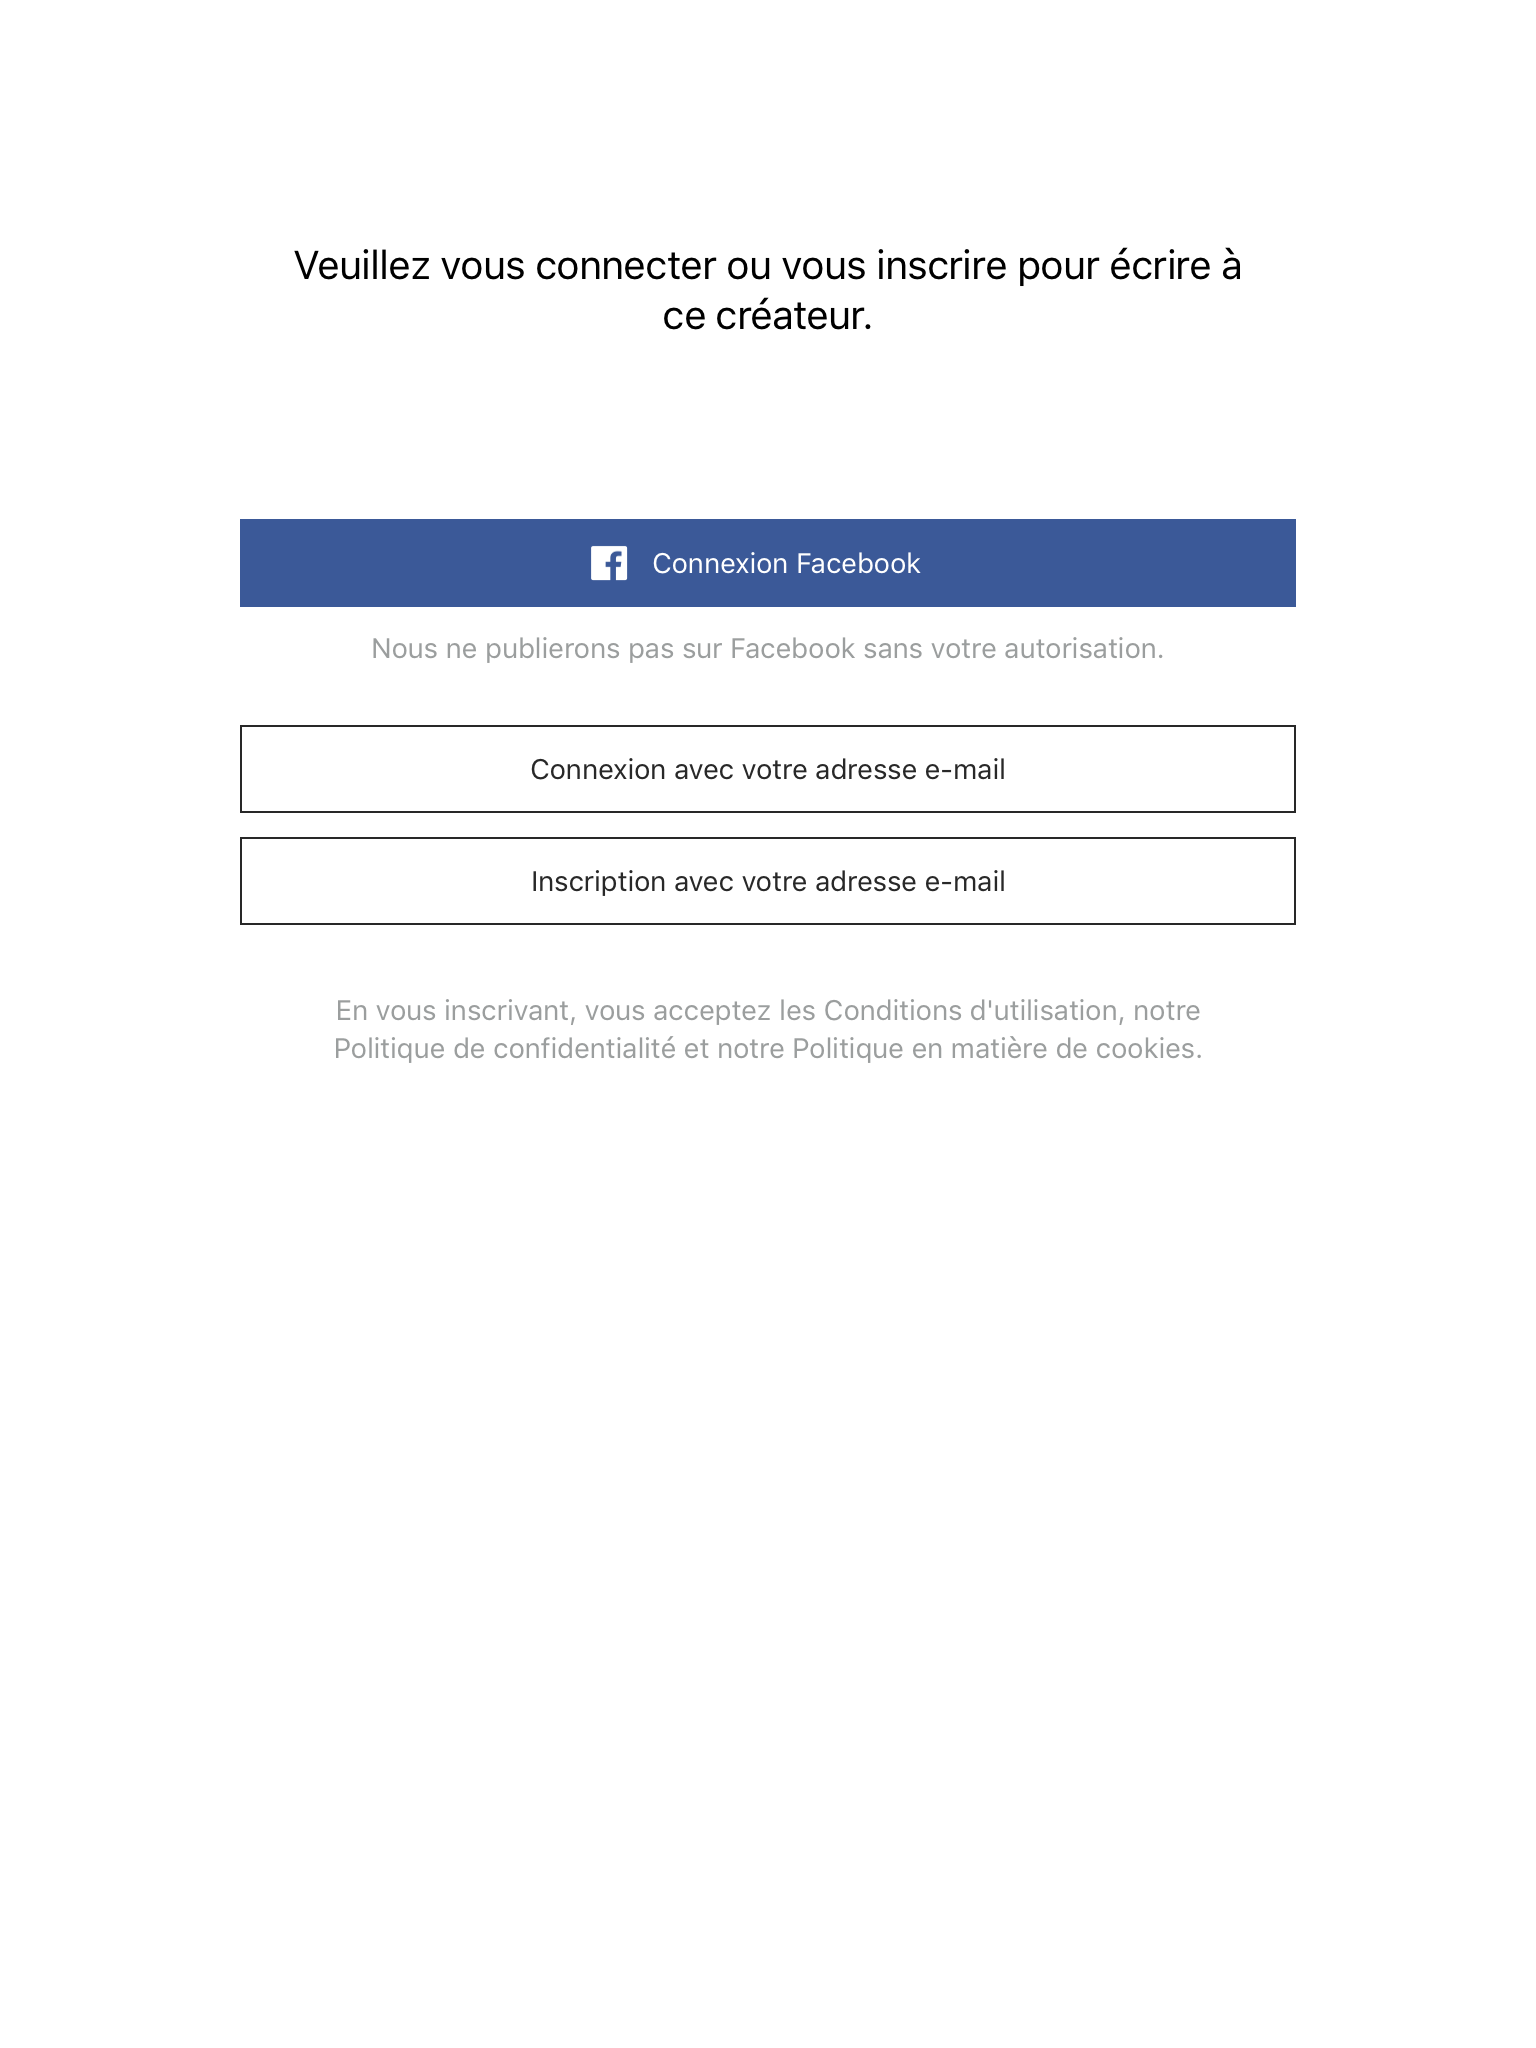 Veuillez vous connecter ou vous inscrire pour écrire à
ce créateur.
Connexion Facebook
Nous ne publierons pas sur Facebook sans votre autorisation.
Connexion avec votre adresse e-mail
Inscription avec votre adresse e-mail
En vous inscrivant, vous acceptez les Conditions d'utilisation, notre
Politique de confidentialité et notre Politique en matière de cookies.